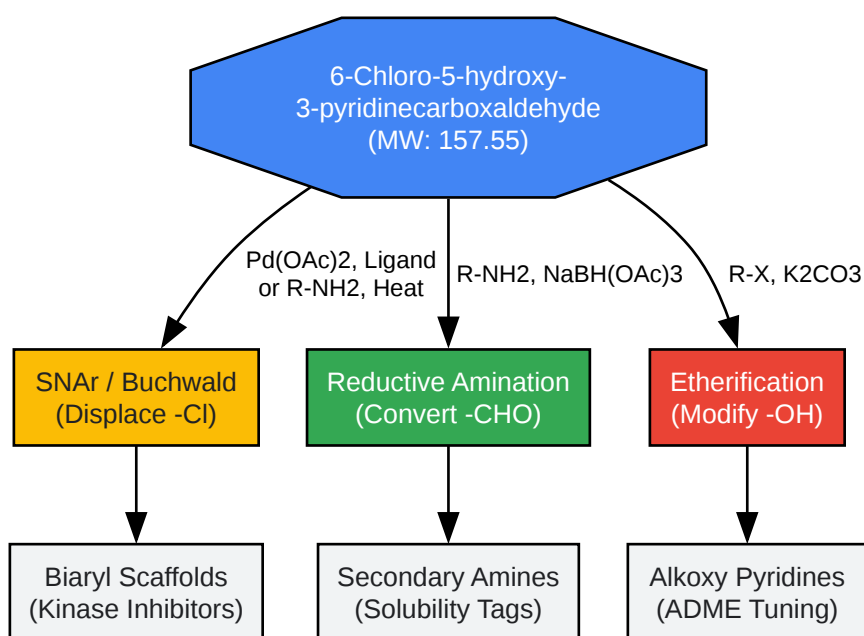 6-Chloro-5-hydroxy-
3-pyridinecarboxaldehyde
(MW: 157.55)
Pd(OAc)2, Ligand
or R-NH2, Heat
R-NH2, NaBH(OAc)3
R-X, K2CO3
SNAr / Buchwald
(Displace -Cl)
Reductive Amination
(Convert -CHO)
Etherification
(Modify -OH)
Biaryl Scaffolds
(Kinase Inhibitors)
Secondary Amines
(Solubility Tags)
Alkoxy Pyridines
(ADME Tuning)